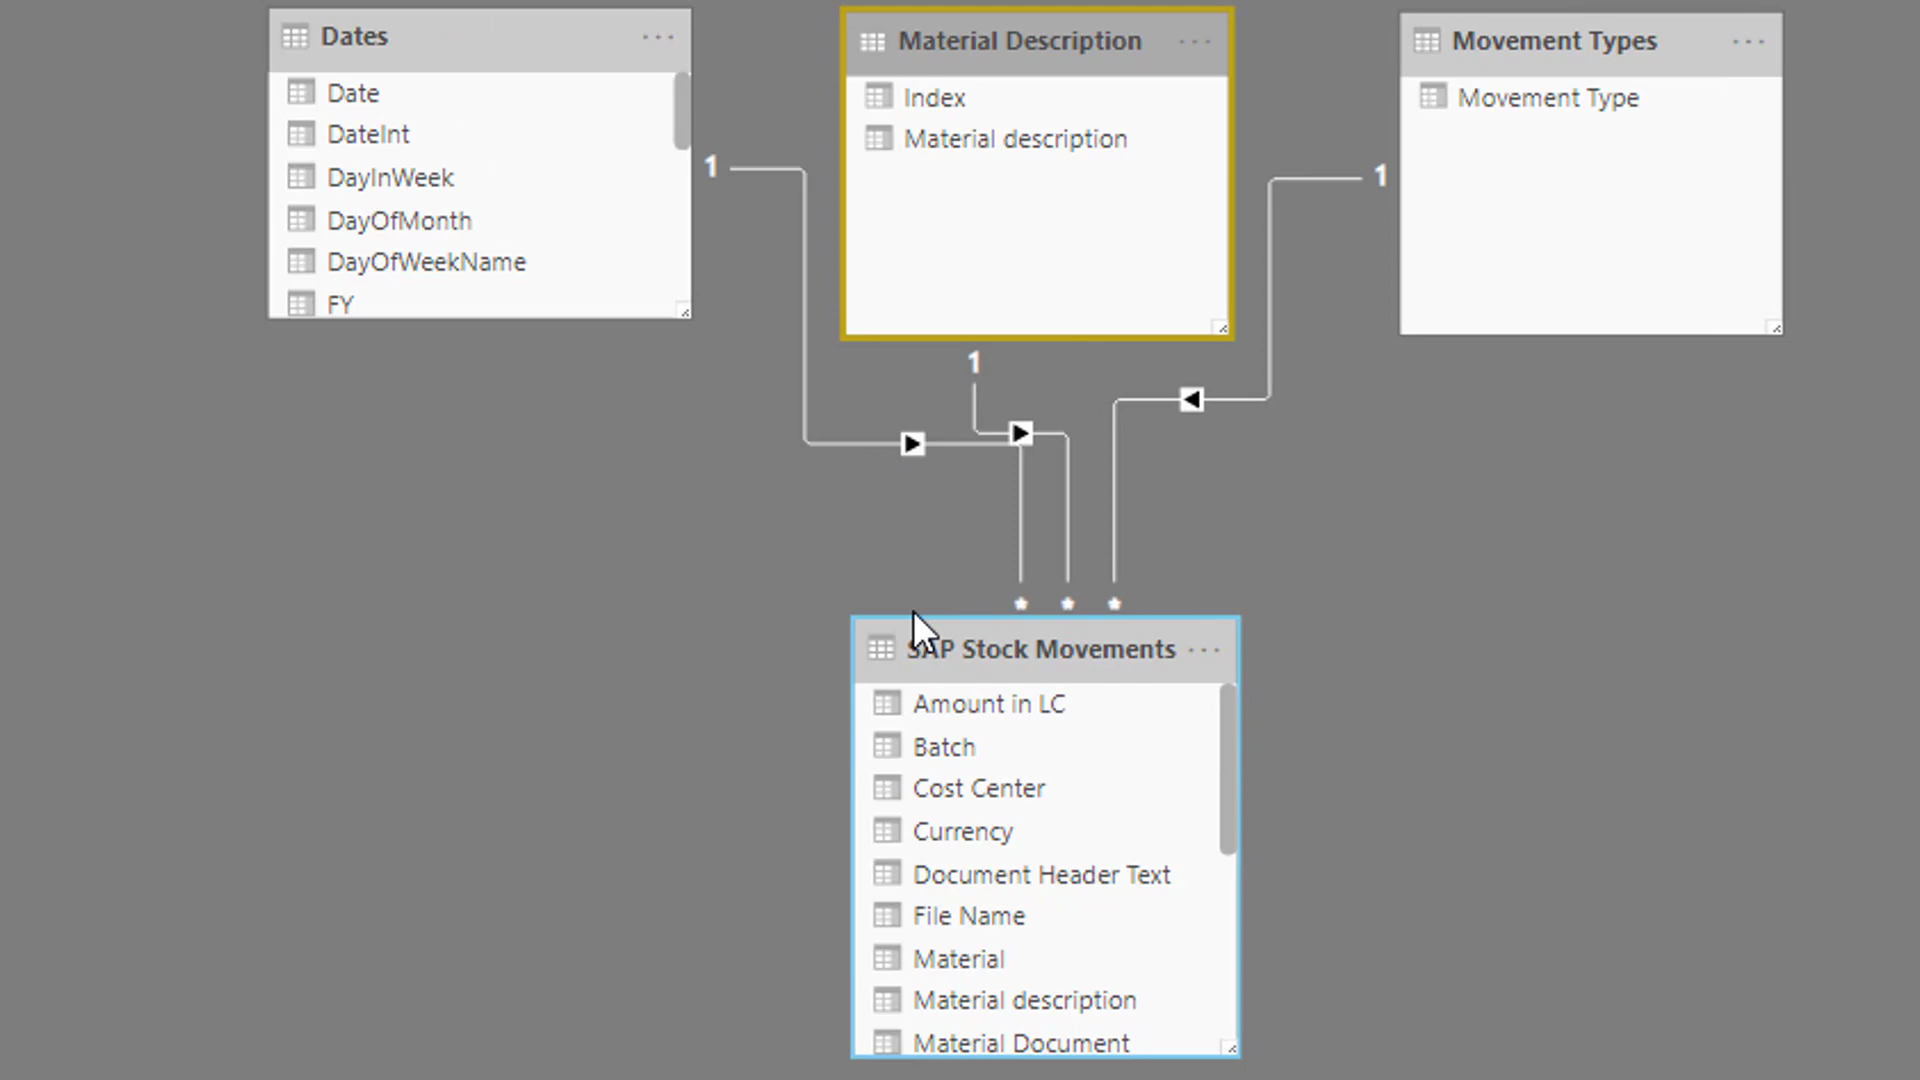 Dates
Date
DateInt
DayInWeek
DayOfMonth
DayOfWeekName
FY
Material Description
Index
Material description
Movement Types
Movement Type
1
1
1
* * *
SAP Stock Movements
Amount in LC
Batch
Cost Center
Currency
Document Header Text
File Name
Material
Material description
Material Document